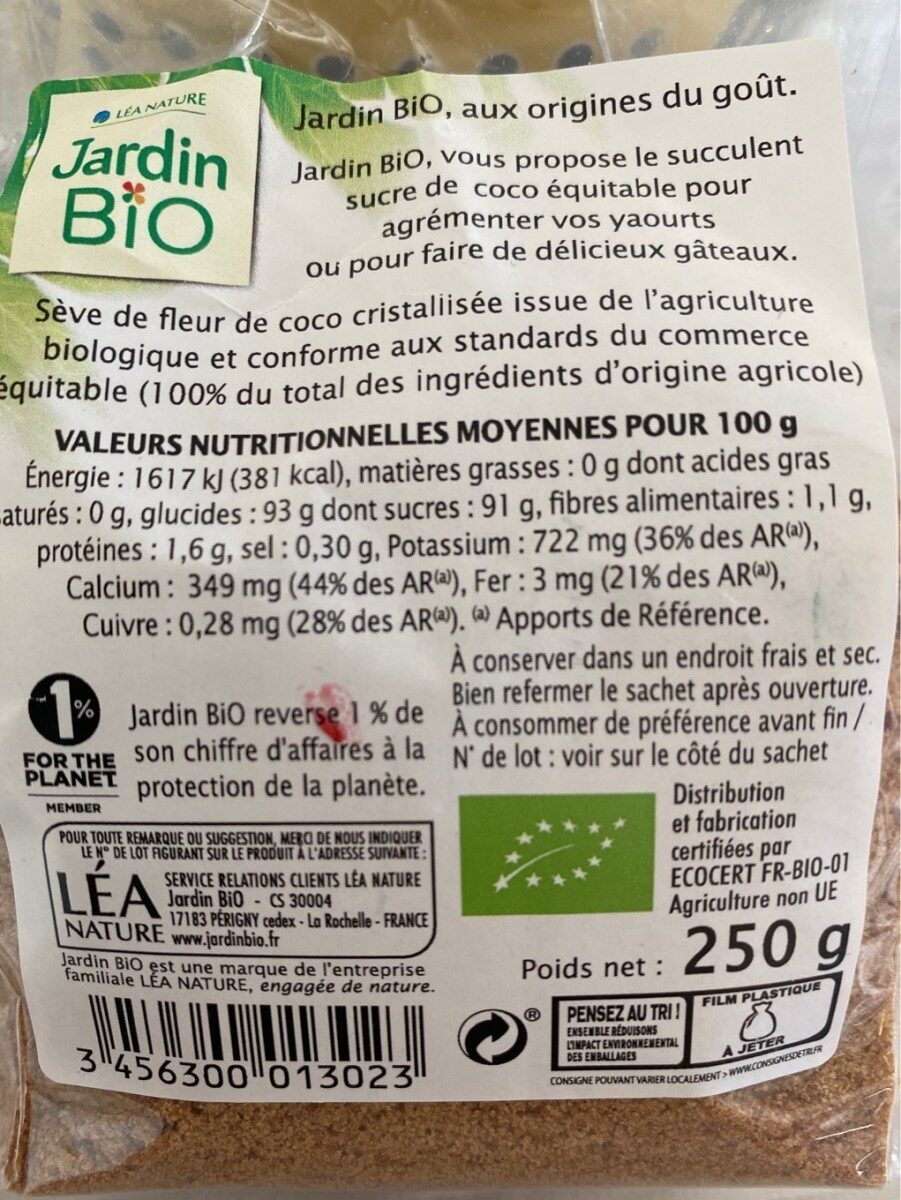 LÉA NATURE
Jardin
BiO
Jardin BiO, aux origines du goût.
Jardin BiO, vous propose le succulent
sucre de coco équitable pour
agrémenter vos yaourts
ou pour faire de délicieux gâteaux.
Sève de fleur de coco cristallisée issue de l'agriculture
biologique et conforme aux standards du commerce
équitable (100% du total des ingrédients d'origine agricole)
VALEURS NUTRITIONNELLES MOYENNES POUR 100 g
Énergie : 1617 kJ (381 kcal), matières grasses : 0 g dont acides gras
saturés : 0 g, glucides : 93 g dont sucres : 91 g, fibres alimentaires : 1,1 g,
protéines : 1,6 g, sel : 0,30 g, Potassium : 722 mg (36% des AR(a)),
Calcium : 349 mg (44% des AR(a)), Fer : 3 mg (21% des AR(a)),
Cuivre : 0,28 mg (28% des AR(a)). (a) Apports de Référence.
À conserver dans un endroit frais et sec.
Bien refermer le sachet après ouverture.
À consommer de préférence avant fin /
N° de lot : voir sur le côté du sachet
1%
FOR THE
PLANET
MEMBER
Jardin BiO reverse 1 % de
son chiffre d'affaires à la
protection de la planète.
POUR TOUTE REMARQUE OU SUGGESTION, MERCI DE NOUS INDIQUER
LE N° DE LOT FIGURANT SUR LE PRODUIT À L'ADRESSE SUIVANTE :
LÉA
NATURE
SERVICE RELATIONS CLIENTS LÉA NATURE
Jardin BiO - CS 30004
17183 PÉRIGNY cedex - La Rochelle - FRANCE
www.jardinbio.fr
Jardin BiO est une marque de l'entreprise
familiale LÉA NATURE, engagée de nature.
Distribution
et fabrication
certifiées par
ECOCERT FR-BIO-01
Agriculture non UE
Poids net : 250 g
3 456300 013023
®
PENSEZ AU TRI !
ENSEMBLE RÉDUISONS
L'IMPACT ENVIRONNEMENTAL
DES EMBALLAGES
FILM PLASTIQUE
À JETER
CONSIGNE POUVANT VARIER LOCALEMENT > WWW.CONSIGNESDETRI.FR